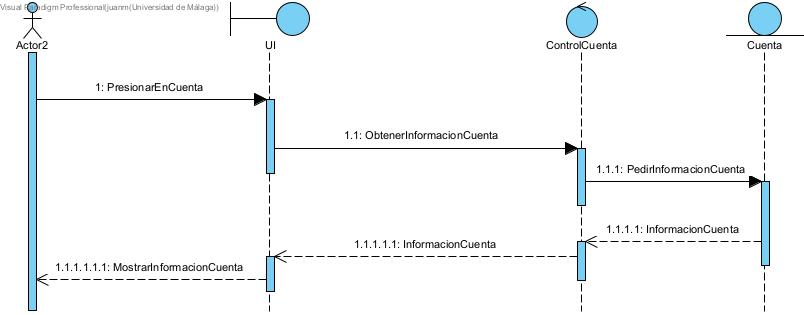 Visual Paradigm Professional(juanm(Universidad de Málaga))
Actor2
UI
ControlCuenta
Cuenta
1: PresionarEnCuenta
1.1: ObtenerInformacionCuenta
1.1.1: PedirInformacionCuenta
1.1.1.1: InformacionCuenta
1.1.1.1.1: InformacionCuenta
1.1.1.1.1.1: MostrarInformacionCuenta